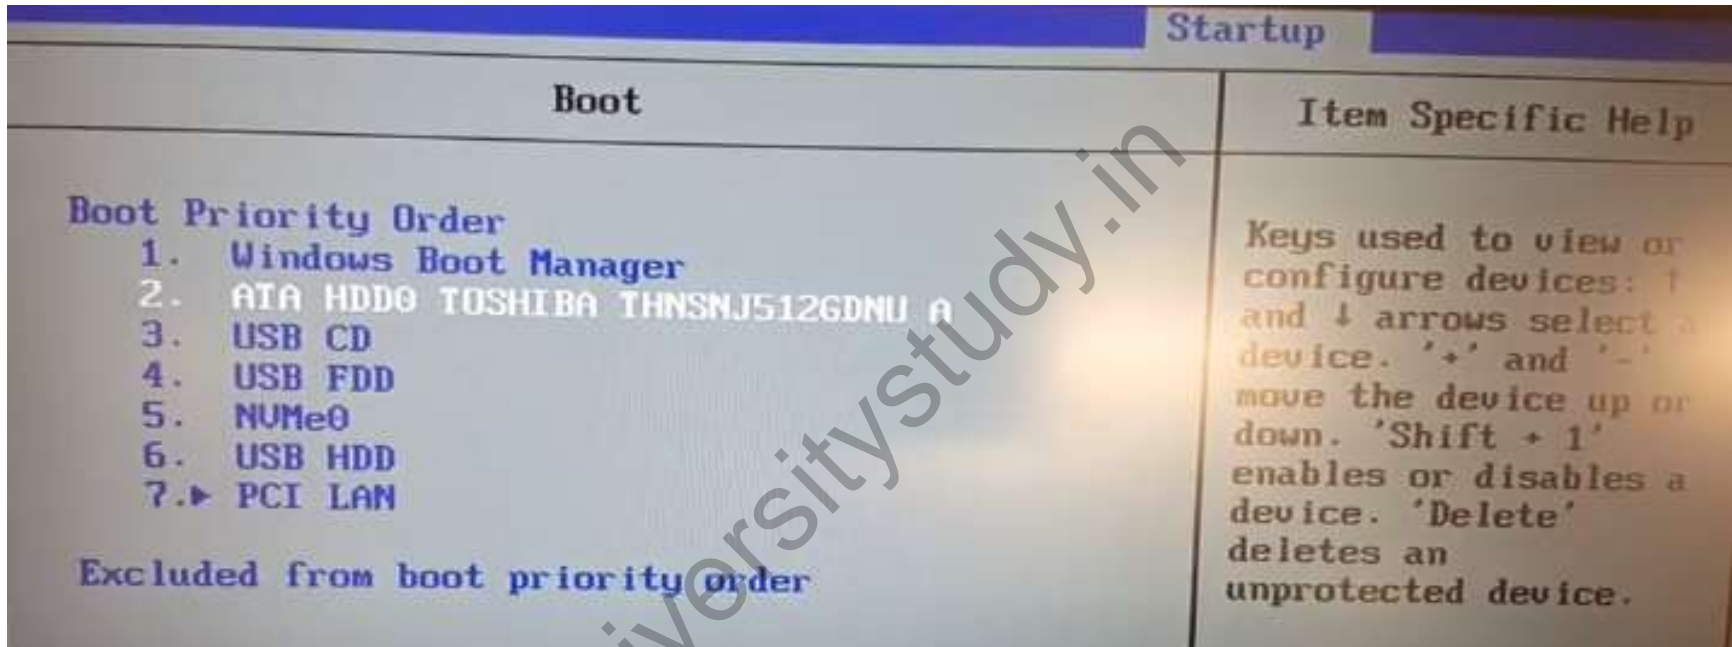 Startup
Boot
Item Specific Help
Boot Priority Order
1. Windows Boot Manager
2. ATA HDD0 TOSHIBA THNSNJ512GDNU A
3. USB CD
4. USB FDD
5. NVMe0
6. USB HDD
7.▶ PCI LAN
Excluded from boot priority order
Keys used to view or
configure devices: ↑
and ↓ arrows select a
device. '+' and '-'
move the device up or
down. 'Shift + 1'
enables or disables a
device. 'Delete'
deletes an
unprotected device.
iversitystudy.in